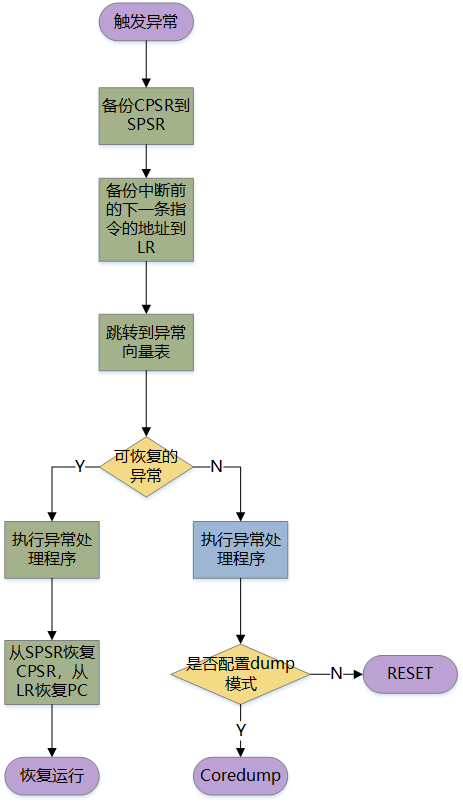 触发异常
备份CPSR到
SPSR
备份中断前
的下一条指
令的地址到
LR
跳转到异常
向量表
可恢复的
异常
Y
N
执行异常处
理程序
执行异常处
理程序
从SPSR恢复
CPSR，从
LR恢复PC
是否配置dump
模式
N
RESET
Y
恢复运行
Coredump